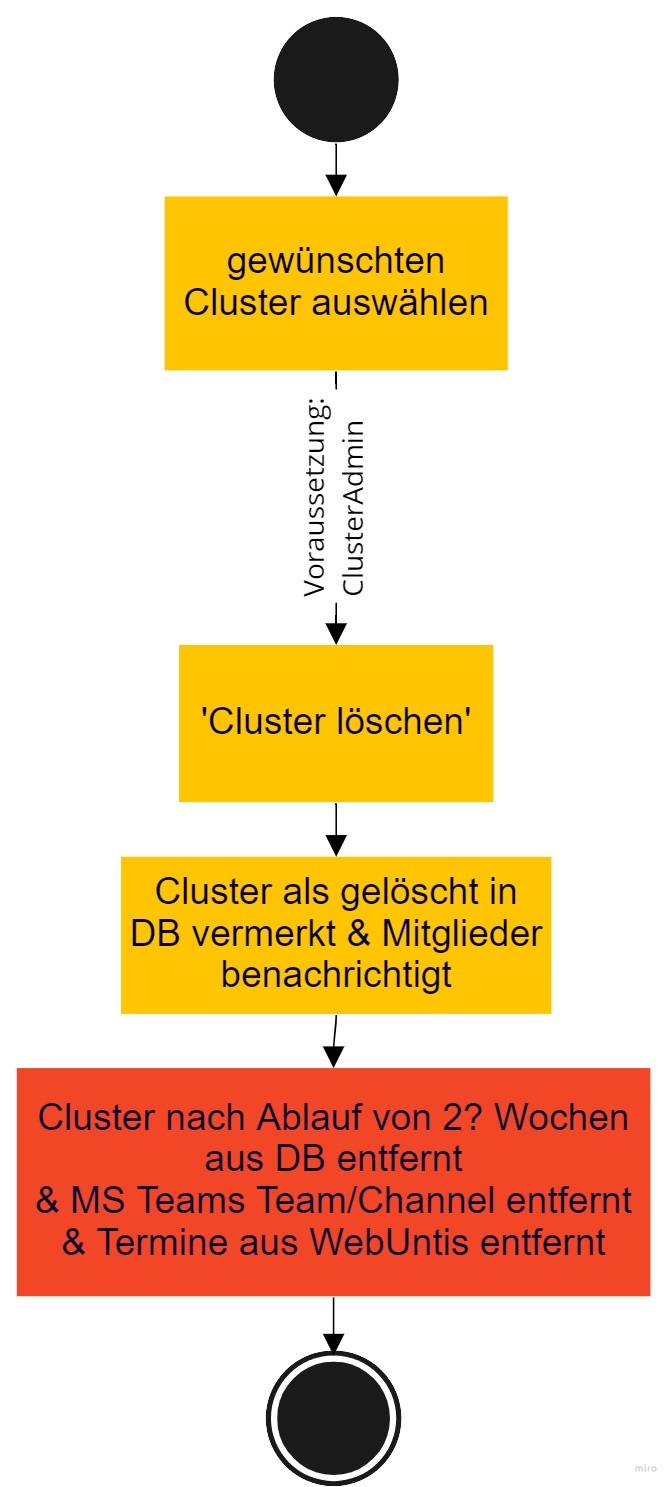 gewünschten
Cluster auswählen
Voraussetzung:
ClusterAdmin
'Cluster löschen'
Cluster als gelöscht in
DB vermerkt & Mitglieder
benachrichtigt
Cluster nach Ablauf von 2? Wochen
aus DB entfernt
& MS Teams Team/Channel entfernt
& Termine aus WebUntis entfernt
miro